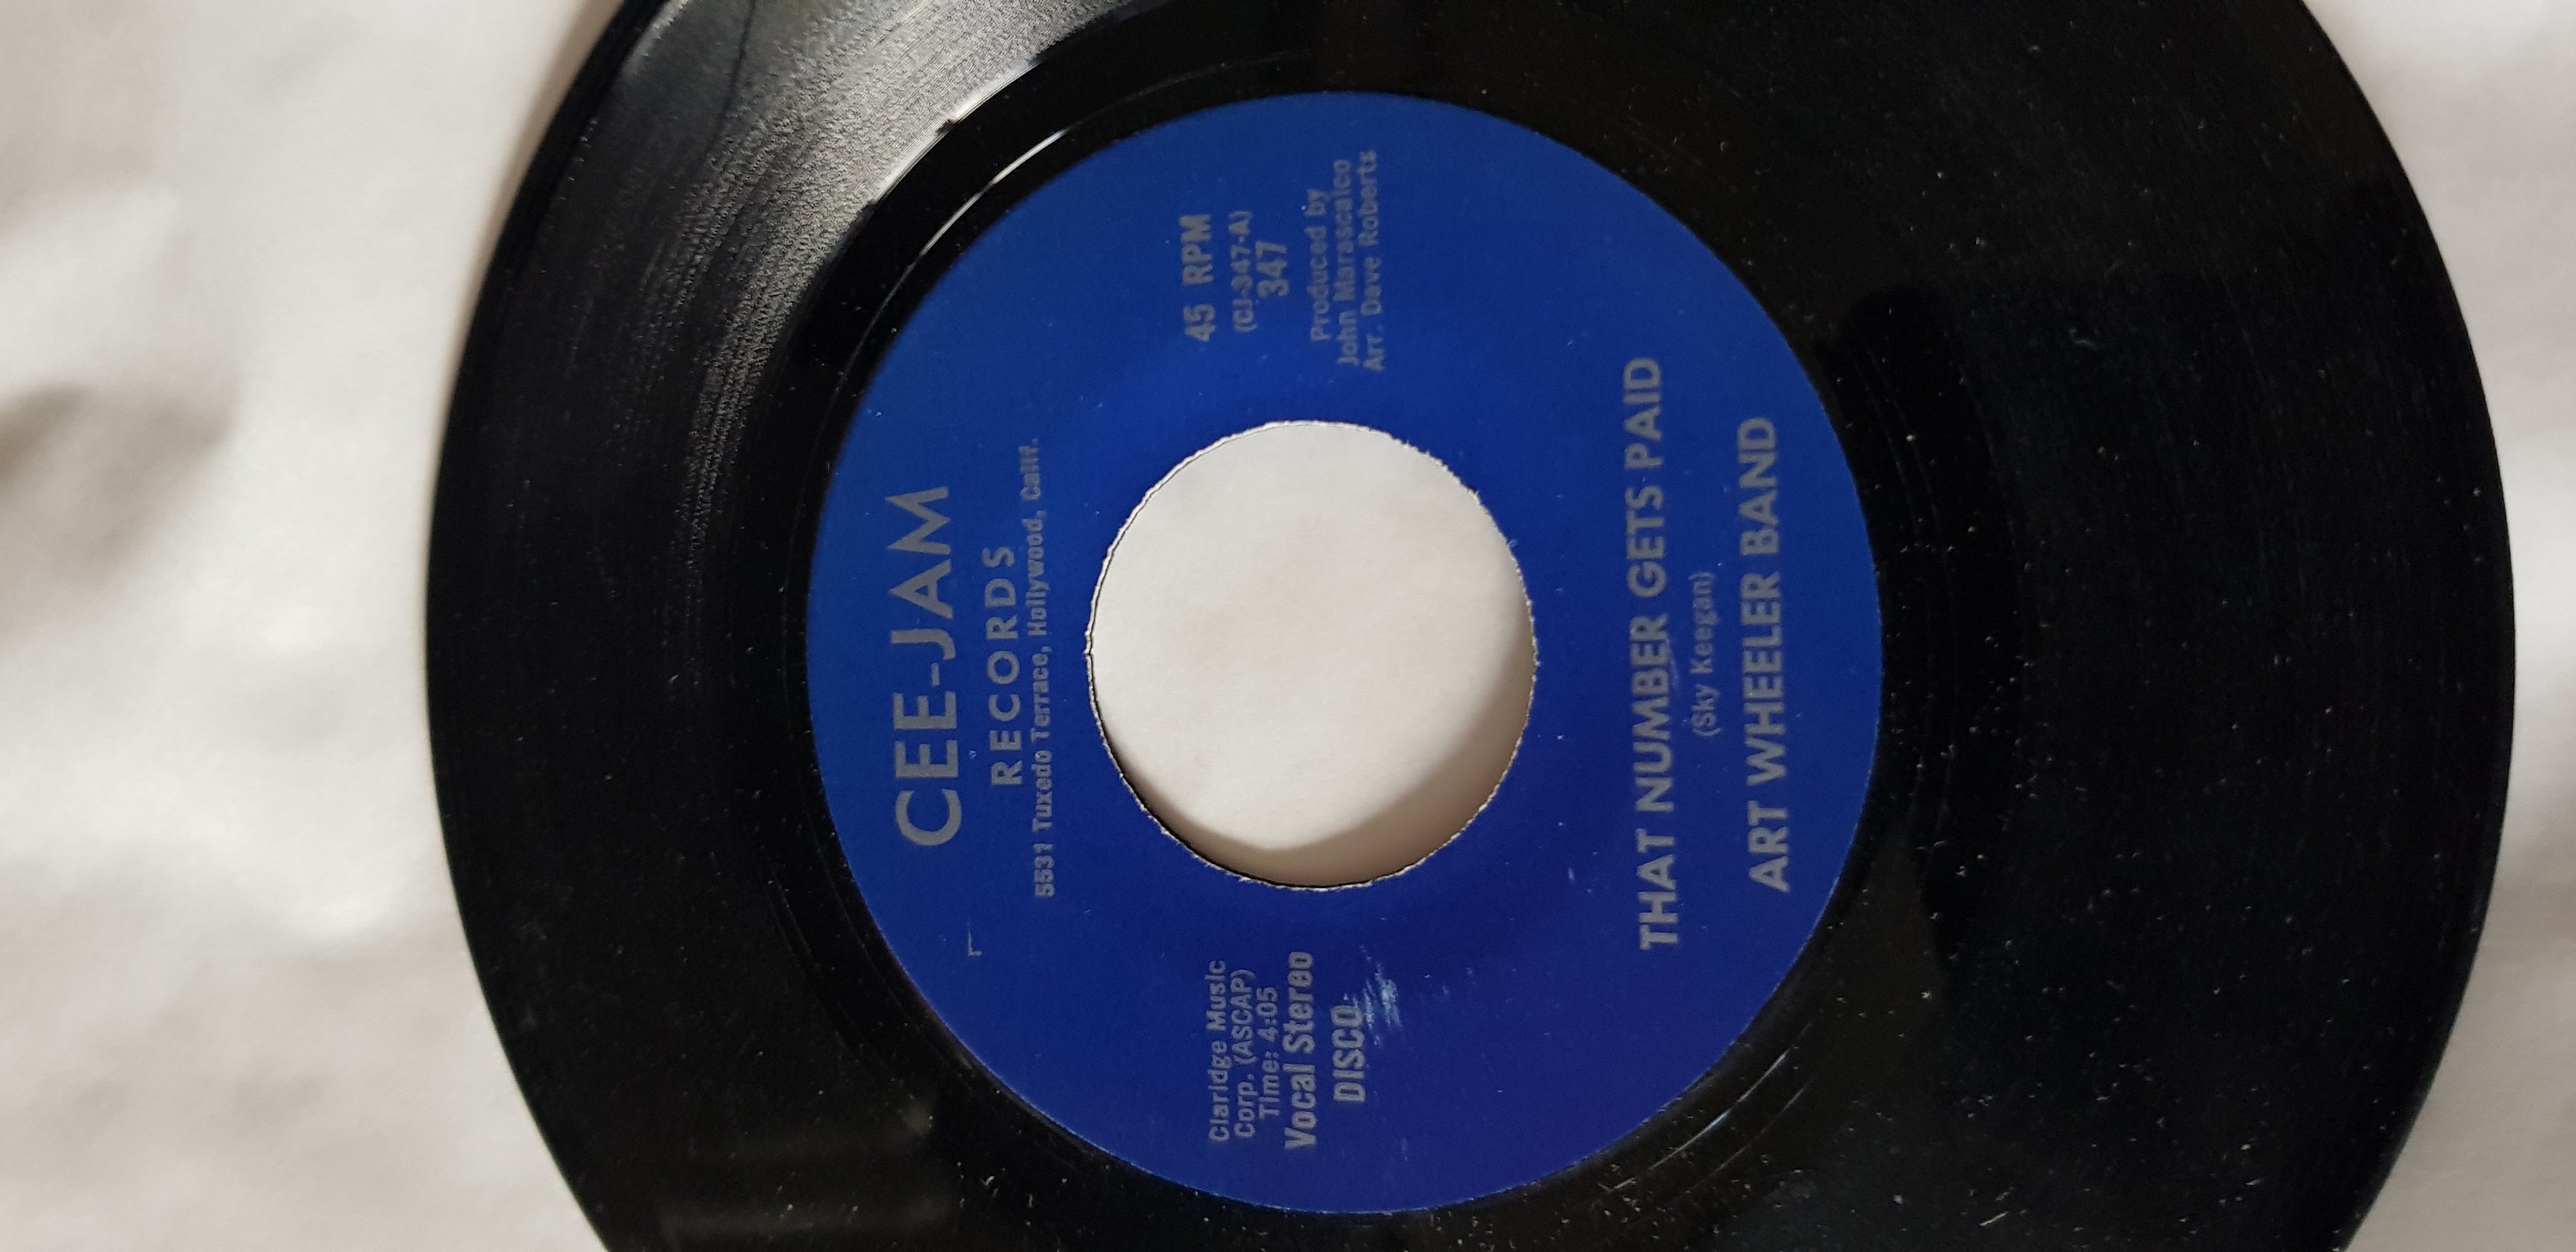 CEE-JAM
RECORDS
5531 Tuxedo Terrace, Hollywood, Calif.
Claridge Music
Corp. (ASCAP)
Time: 4:05
Vocal Stereo
DISCO
45 RPM
(CJ-347-A)
347
Produced by
John Marascalco
Arr. Dave Roberts
THAT NUMBER GETS PAID
(Sky Keegan)
ART WHEELER BAND